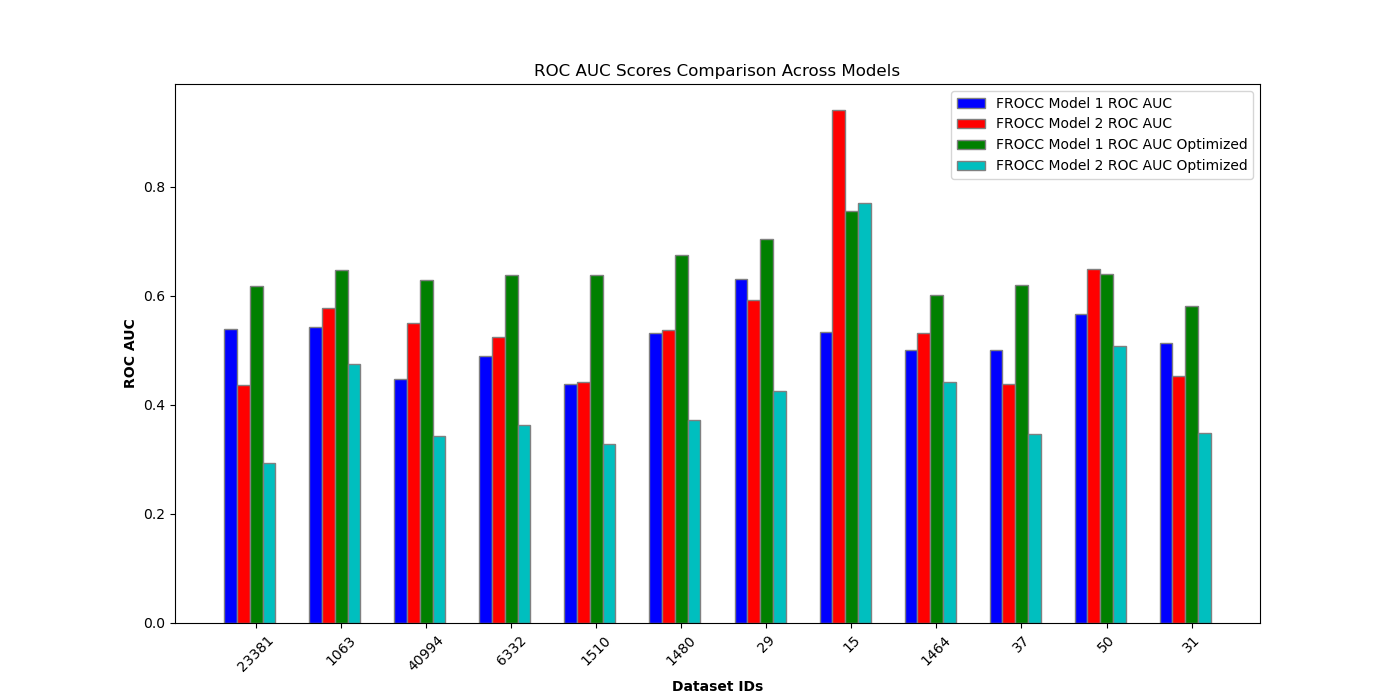 ROC AUC Scores Comparison Across Models
FROCC Model 1 ROC AUC
FROCC Model 2 ROC AUC
FROCC Model 1 ROC AUC Optimized
FROCC Model 2 ROC AUC Optimized
ROC AUC
0.8
0.6
0.4
0.2
0.0
23381
1063
40994
6332
1510
1480
29
15
1464
37
50
31
Dataset IDs